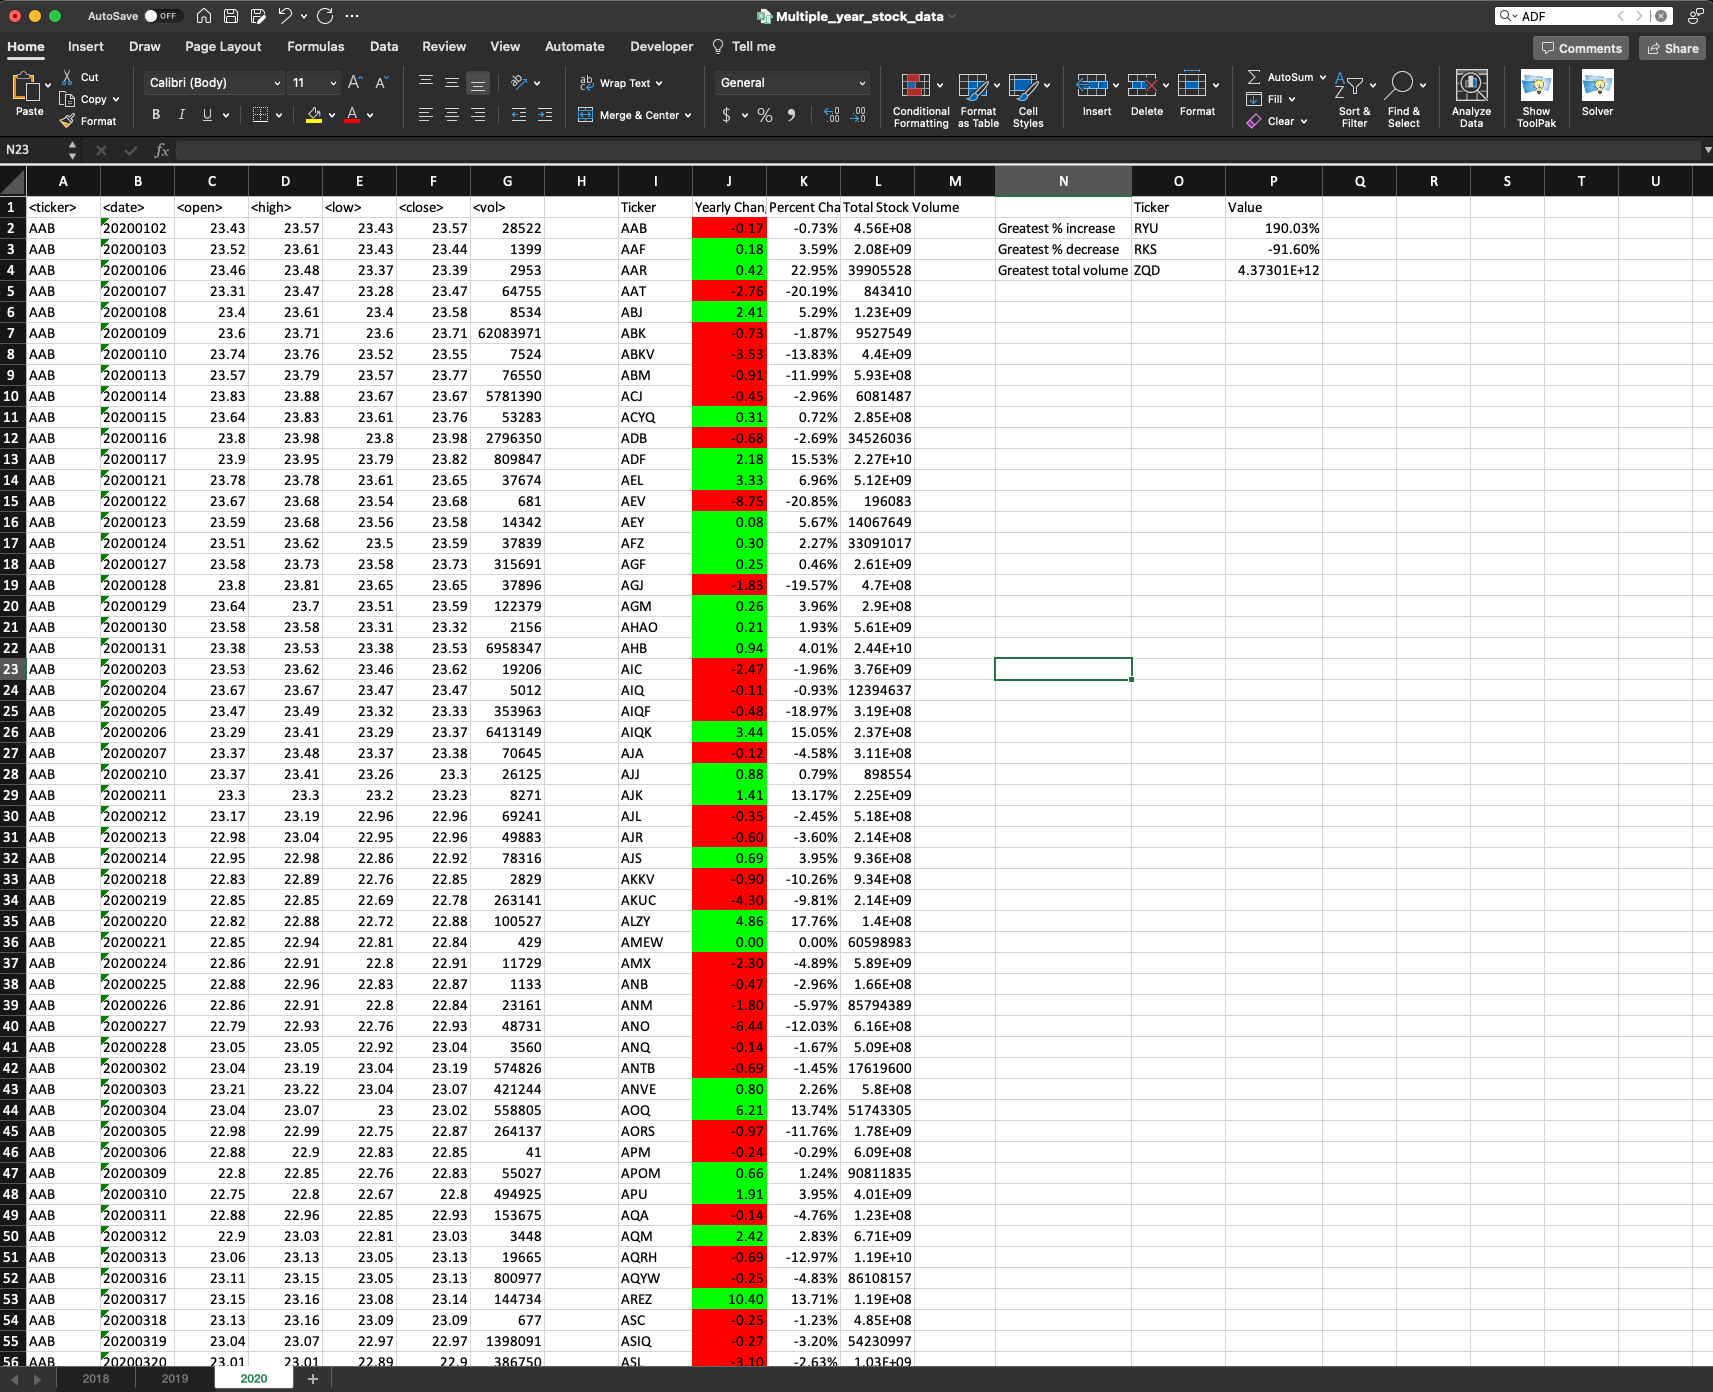 AutoSave OFF Multiple_year_stock_data ADF
Home Insert Draw Page Layout Formulas Data Review View Automate Developer Tell me Comments Share
Paste Cut Copy Format Calibri (Body) 11 Wrap Text Merge & Center General Conditional Formatting Format as Table Cell Styles Insert Delete Format AutoSum Fill Clear Sort & Filter Find & Select Analyze Data Show ToolPak Solver
N23 fx
A B C D E F G H I J K L M N O P Q R S T U
1 <ticker> <date> <open> <high> <low> <close> <vol> Ticker Yearly Chan Percent Cha Total Stock Volume Ticker Value
2 AAB 20200102 23.43 23.57 23.43 23.57 28522 AAB -0.17 -0.73% 4.56E+08 Greatest % increase RYU 190.03%
3 AAB 20200103 23.52 23.61 23.43 23.44 1399 AAF 0.18 3.59% 2.08E+09 Greatest % decrease RKS -91.60%
4 AAB 20200106 23.46 23.48 23.37 23.39 2953 AAR 0.42 22.95% 39905528 Greatest total volume ZQD 4.37301E+12
5 AAB 20200107 23.31 23.47 23.28 23.47 64755 AAT -2.76 -20.19% 843410
6 AAB 20200108 23.4 23.61 23.4 23.58 8534 ABJ 2.41 5.29% 1.23E+09
7 AAB 20200109 23.6 23.71 23.6 23.71 62083971 ABK -0.73 -1.87% 9527549
8 AAB 20200110 23.74 23.76 23.52 23.55 7524 ABKV -3.53 -13.83% 4.4E+09
9 AAB 20200113 23.57 23.79 23.57 23.77 76550 ABM -0.91 -11.99% 5.93E+08
10 AAB 20200114 23.83 23.88 23.67 23.67 5781390 ACJ -0.45 -2.96% 6081487
11 AAB 20200115 23.64 23.83 23.61 23.76 53283 ACYQ 0.31 0.72% 2.85E+08
12 AAB 20200116 23.8 23.98 23.8 23.98 2796350 ADB -0.68 -2.69% 34526036
13 AAB 20200117 23.9 23.95 23.79 23.82 809847 ADF 2.18 15.53% 2.27E+10
14 AAB 20200121 23.78 23.78 23.61 23.65 37674 AEL 3.33 6.96% 5.12E+09
15 AAB 20200122 23.67 23.68 23.54 23.68 681 AEV -8.75 -20.85% 196083
16 AAB 20200123 23.59 23.68 23.56 23.58 14342 AEY 0.08 5.67% 14067649
17 AAB 20200124 23.51 23.62 23.5 23.59 37839 AFZ 0.30 2.27% 33091017
18 AAB 20200127 23.58 23.73 23.58 23.73 315691 AGF 0.25 0.46% 2.61E+09
19 AAB 20200128 23.8 23.81 23.65 23.65 37896 AGJ -1.83 -19.57% 4.7E+08
20 AAB 20200129 23.64 23.7 23.51 23.59 122379 AGM 0.26 3.96% 2.9E+08
21 AAB 20200130 23.58 23.58 23.31 23.32 2156 AHAO 0.21 1.93% 5.61E+09
22 AAB 20200131 23.38 23.53 23.38 23.53 6958347 AHB 0.94 4.01% 2.44E+10
23 AAB 20200203 23.53 23.62 23.46 23.62 19206 AIC -2.47 -1.96% 3.76E+09
24 AAB 20200204 23.67 23.67 23.47 23.47 5012 AIQ -0.11 -0.93% 12394637
25 AAB 20200205 23.47 23.49 23.32 23.33 353963 AIQF -0.48 -18.97% 3.19E+08
26 AAB 20200206 23.29 23.41 23.29 23.37 6413149 AIQK 3.44 15.05% 2.37E+08
27 AAB 20200207 23.37 23.48 23.37 23.38 70645 AJA -0.12 -4.58% 3.11E+08
28 AAB 20200210 23.37 23.41 23.26 23.3 26125 AJJ 0.88 0.79% 898554
29 AAB 20200211 23.3 23.3 23.2 23.23 8271 AJK 1.41 13.17% 2.25E+09
30 AAB 20200212 23.17 23.19 22.96 22.96 69241 AJL -0.35 -2.45% 5.18E+08
31 AAB 20200213 22.98 23.04 22.95 22.96 49883 AJR -0.60 -3.60% 2.14E+09
32 AAB 20200214 22.95 22.98 22.86 22.92 78316 AJS 0.69 3.95% 9.36E+08
33 AAB 20200218 22.83 22.89 22.76 22.85 2829 AKKV -0.90 -10.26% 9.34E+08
34 AAB 20200219 22.85 22.85 22.69 22.78 263141 AKUC -4.30 -9.81% 2.14E+09
35 AAB 20200220 22.82 22.88 22.72 22.88 100527 ALZY 4.86 17.76% 1.4E+08
36 AAB 20200221 22.85 22.94 22.81 22.84 429 AMEW 0.00 0.00% 60598983
37 AAB 20200224 22.86 22.91 22.8 22.91 11729 AMX -2.30 -4.89% 5.89E+09
38 AAB 20200225 22.88 22.96 22.83 22.87 1133 ANB -0.47 -2.96% 1.66E+08
39 AAB 20200226 22.86 22.91 22.8 22.84 23161 ANM -1.80 -5.97% 85794389
40 AAB 20200227 22.79 22.93 22.76 22.93 48731 ANO -6.44 -12.03% 6.16E+08
41 AAB 20200228 23.05 23.05 22.92 23.04 3560 ANQ -0.14 -1.67% 5.09E+08
42 AAB 20200302 23.04 23.19 23.04 23.19 574826 ANTB -0.69 -1.45% 17619600
43 AAB 20200303 23.21 23.22 23.04 23.07 421244 ANVE 0.80 2.26% 5.8E+08
44 AAB 20200304 23.04 23.07 23 23.02 558805 AOQ 6.21 13.74% 51743305
45 AAB 20200305 22.98 22.99 22.75 22.87 264137 AORS -0.97 -11.76% 1.78E+09
46 AAB 20200306 22.88 22.9 22.83 22.85 41 APM -0.24 -0.29% 6.09E+08
47 AAB 20200309 22.8 22.85 22.76 22.83 55027 APOM 0.66 1.24% 90811835
48 AAB 20200310 22.75 22.8 22.67 22.8 494925 APU 1.91 3.95% 4.01E+09
49 AAB 20200311 22.88 22.96 22.85 22.93 153675 AQA -0.14 -4.76% 1.23E+08
50 AAB 20200312 22.9 23.03 22.81 23.03 3448 AQM 2.42 2.83% 6.71E+09
51 AAB 20200313 23.06 23.13 23.05 23.13 19665 AQRH -0.69 -12.97% 1.19E+10
52 AAB 20200316 23.11 23.15 23.05 23.13 800977 AQYW -0.25 -4.83% 86108157
53 AAB 20200317 23.15 23.16 23.08 23.14 144734 AREZ 10.40 13.71% 1.19E+08
54 AAB 20200318 23.13 23.16 23.09 23.09 677 ASC -0.25 -1.23% 4.85E+08
55 AAB 20200319 23.04 23.07 22.97 22.97 1398091 ASIQ -0.27 -3.20% 54230997
56 AAB 20200320 23.01 23.01 22.89 22.9 386750 ASL -3.10 -2.63% 1.03E+09
2018 2019 2020 +